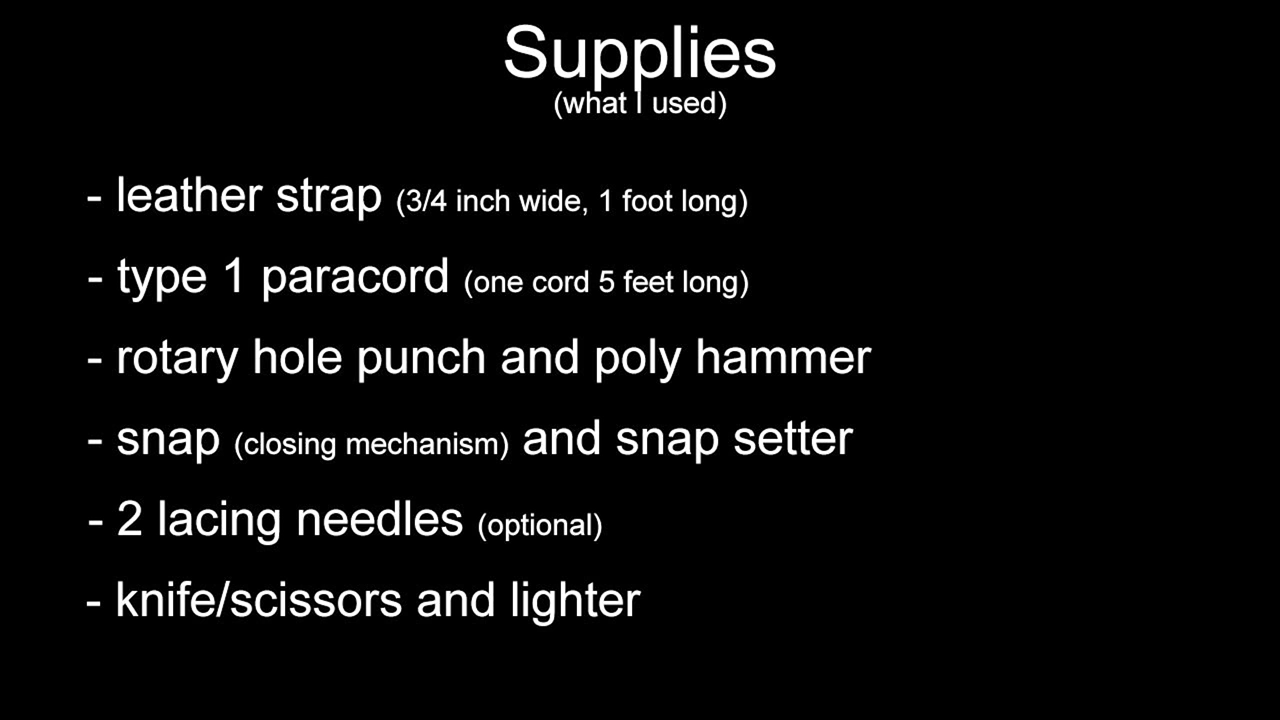 Supplies
(what I used)
- leather strap (3/4 inch wide, 1 foot long)
- type 1 paracord (one cord 5 feet long)
- rotary hole punch and poly hammer
- snap (closing mechanism) and snap setter
- 2 lacing needles (optional)
- knife/scissors and lighter